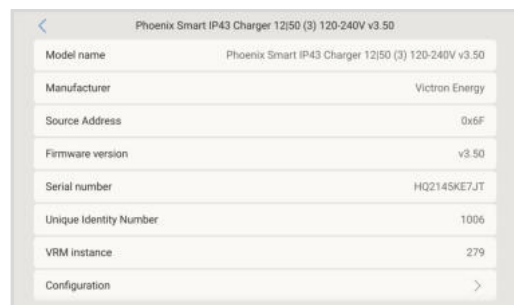 Phoenix Smart IP43 Charger 12|50 (3) 120-240V v3.50
Model name Phoenix Smart IP43 Charger 12|50 (3) 120-240V v3.50
Manufacturer Victron Energy
Source Address 0x6F
Firmware version v3.50
Serial number HQ2145KE7JT
Unique Identity Number 1006
VRM instance 279
Configuration